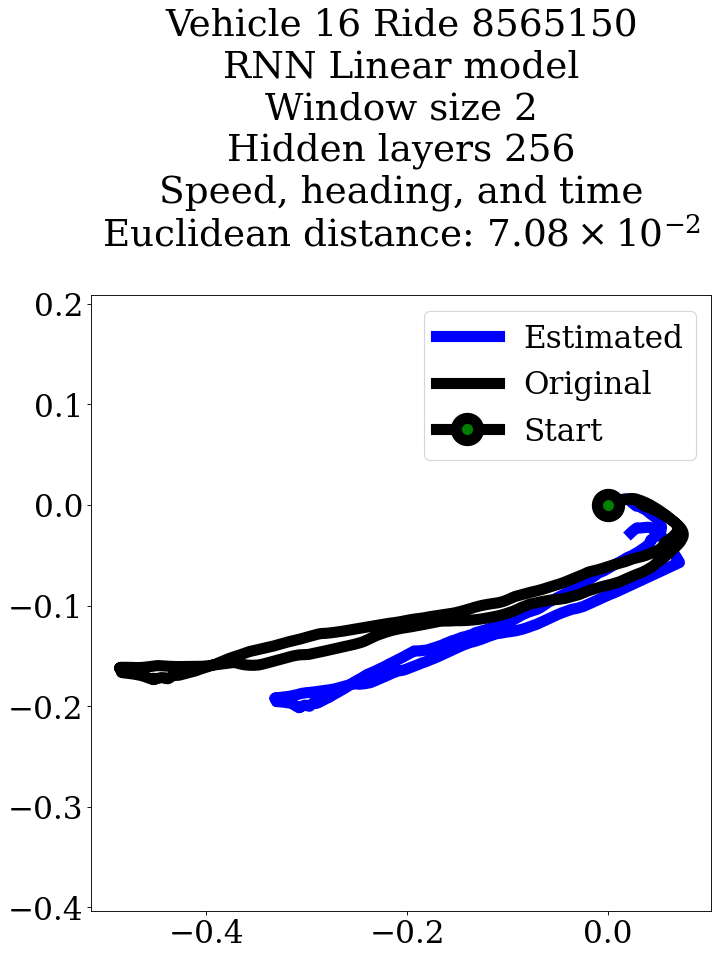 Vehicle 16 Ride 8565150
RNN Linear model
Window size 2
Hidden layers 256
Speed, heading, and time
Euclidean distance: 7.08 × 10⁻²
Estimated
Original
Start
0.2
0.1
0.0
−0.1
−0.2
−0.3
−0.4
−0.4 −0.2 0.0